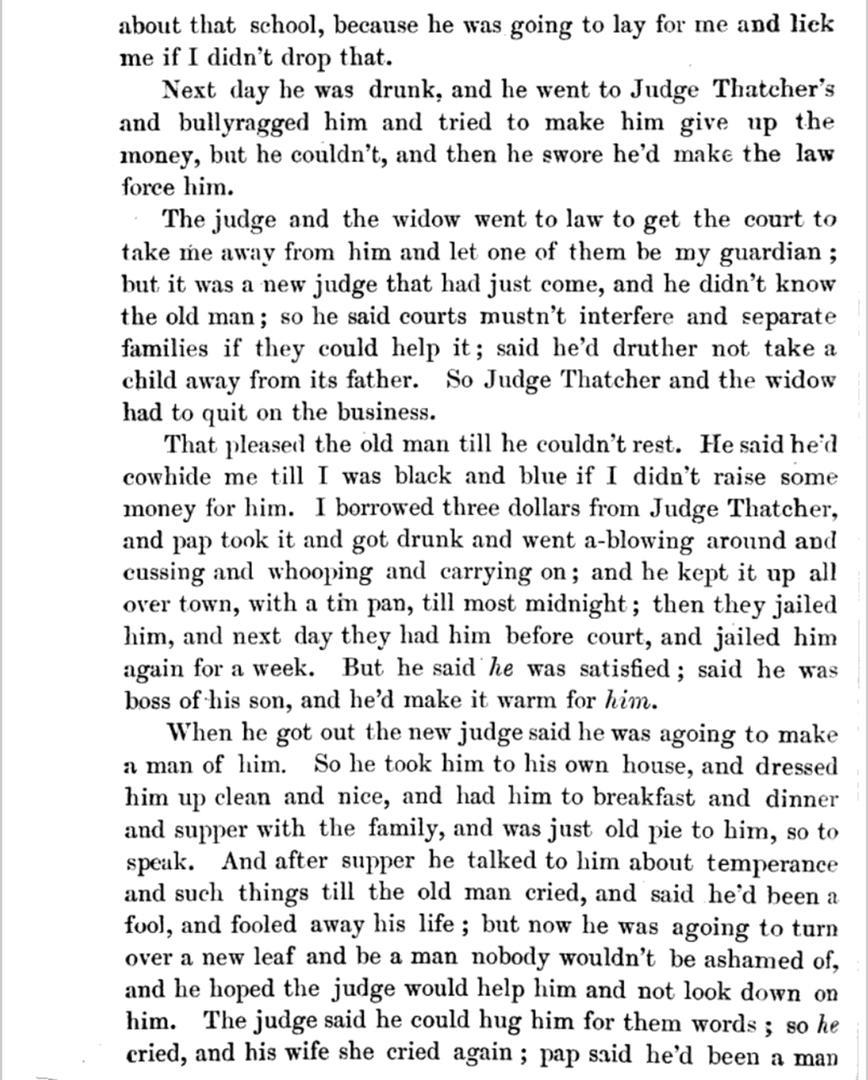 about that school, because he was going to lay for me and lick
me if I didn't drop that.
Next day he was drunk, and he went to Judge Thatcher's
and bullyragged him and tried to make him give up the
money, but he couldn't, and then he swore he'd make the law
force him.
The judge and the widow went to law to get the court to
take me away from him and let one of them be my guardian ;
but it was a new judge that had just come, and he didn't know
the old man ; so he said courts mustn't interfere and separate
families if they could help it ; said he'd druther not take a
child away from its father. So Judge Thatcher and the widow
had to quit on the business.
That pleased the old man till he couldn't rest. He said he'd
cowhide me till I was black and blue if I didn't raise some
money for him. I borrowed three dollars from Judge Thatcher,
and pap took it and got drunk and went a-blowing around and
cussing and whooping and carrying on ; and he kept it up all
over town, with a tin pan, till most midnight ; then they jailed
him, and next day they had him before court, and jailed him
again for a week. But he said he was satisfied ; said he was
boss of his son, and he'd make it warm for him.
When he got out the new judge said he was agoing to make
a man of him. So he took him to his own house, and dressed
him up clean and nice, and had him to breakfast and dinner
and supper with the family, and was just old pie to him, so to
speak. And after supper he talked to him about temperance
and such things till the old man cried, and said he'd been a
fool, and fooled away his life ; but now he was agoing to turn
over a new leaf and be a man nobody wouldn't be ashamed of,
and he hoped the judge would help him and not look down on
him. The judge said he could hug him for them words ; so he
cried, and his wife she cried again ; pap said he'd been a man